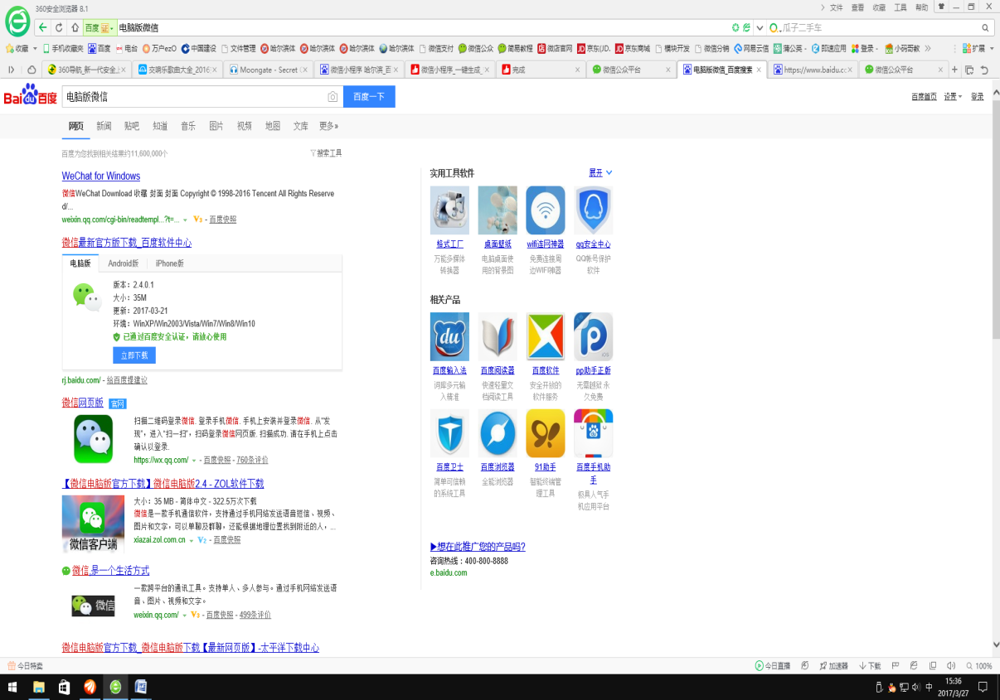 360安全浏览器 8.1
文件 查看 收藏 工具 帮助
百度 证 电脑版微信
瓜子二手车
收藏 手机收藏夹 百度 电台 万户ezO 中国建设 文件管理 哈尔滨体 哈尔滨体 哈尔滨体 哈尔滨体 微信支付 微信公众 简易教程 微店官网 京东(JD. 京东商城 模块开发 微信分销 网易云信 蒲公英 - 即速应用 登录 - 小码哥教 扩展
360导航_新一代安全上 交响乐歌曲大全_2016 Moongate - Secret 哈尔滨_百 微信小程序 哈尔滨_ 微信小程序_一键生成_ 完成 微信公众平台 电脑版微信_百度搜索 https://www.baidu.c 微信公众平台
Bai 百度 电脑版微信 百度一下
百度首页 设置 登录
网页 新闻 贴吧 知道 音乐 图片 视频 地图 文库 更多»
百度为您找到相关结果约11,600,000个
搜索工具
WeChat for Windows
微信WeChat Download 收藏 封面 封面 Copyright © 1998-2016 Tencent All Rights Reserve
d/...
weixin.qq.com/cgi-bin/readtempl...?t=... V3 - 百度快照
微信最新官方版下载_百度软件中心
电脑版 Android版 iPhone版
版本：2.4.0.1
大小：35M
更新：2017-03-21
环境：WinXP/Win2003/Vista/Win7/Win8/Win10
已通过百度安全认证，请放心使用
立即下载
rj.baidu.com/ - 给百度提建议
微信网页版 官网
扫描二维码登录微信. 登录手机微信. 手机上安装并登录微信. 从"发
现"，进入"扫一扫"，扫码登录微信网页版. 扫描成功. 请在手机上点击
确认以登录.
https://wx.qq.com/ - 百度快照 - 760条评价
【微信电脑版官方下载】微信电脑版2.4 - ZOL软件下载
大小：35 MB - 简体中文 - 322.5万次下载
微信是一款手机通信软件，支持通过手机网络发送语音短信、视频、
图片和文字，可以单聊及群聊，还能根据地理位置找到附近的人，...
微信客户端
xiazai.zol.com.cn V2 - 百度快照
微信,是一个生活方式
一款跨平台的通讯工具。支持单人、多人参与。通过手机网络发送语
音、图片、视频和文字。
微信
weixin.qq.com/ V3 - 百度快照 - 499条评价
微信电脑版官方下载_微信电脑版下载【最新网页版】-太平洋下载中心
实用工具软件 展开
格式工厂 桌面壁纸 wifi连网神器 qq安全中心
万能多媒体 电脑桌面使 免费连接周 QQ帐号保护
转换器 用的背景图 边WIFI神器 软件
相关产品
du
百度输入法 百度阅读器 百度软件 pp助手正版
词库多元输 快速轻量文 安全开放的 无需越狱 永
入精准 档阅读工具 软件服务 久免费
百度卫士 百度浏览器 91助手 百度手机助
手
简单可信赖 全能浏览器 智能终端管 极具人气手
的系统工具 理工具 机应用平台
▶想在此推广您的产品吗?
咨询热线：400-800-8888
e.baidu.com
今日特卖
今日直播 加速器 下载 100%
中 15:36
2017/3/27